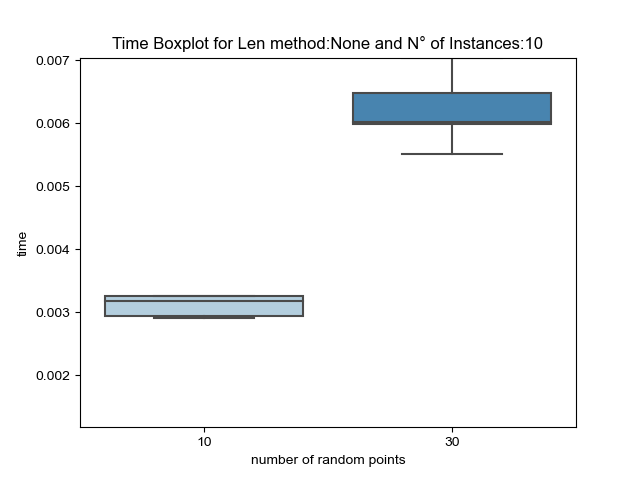 Time Boxplot for Len method:None and N° of Instances:10
0.007
0.006
0.005
0.004
0.003
0.002
time
10
30
number of random points